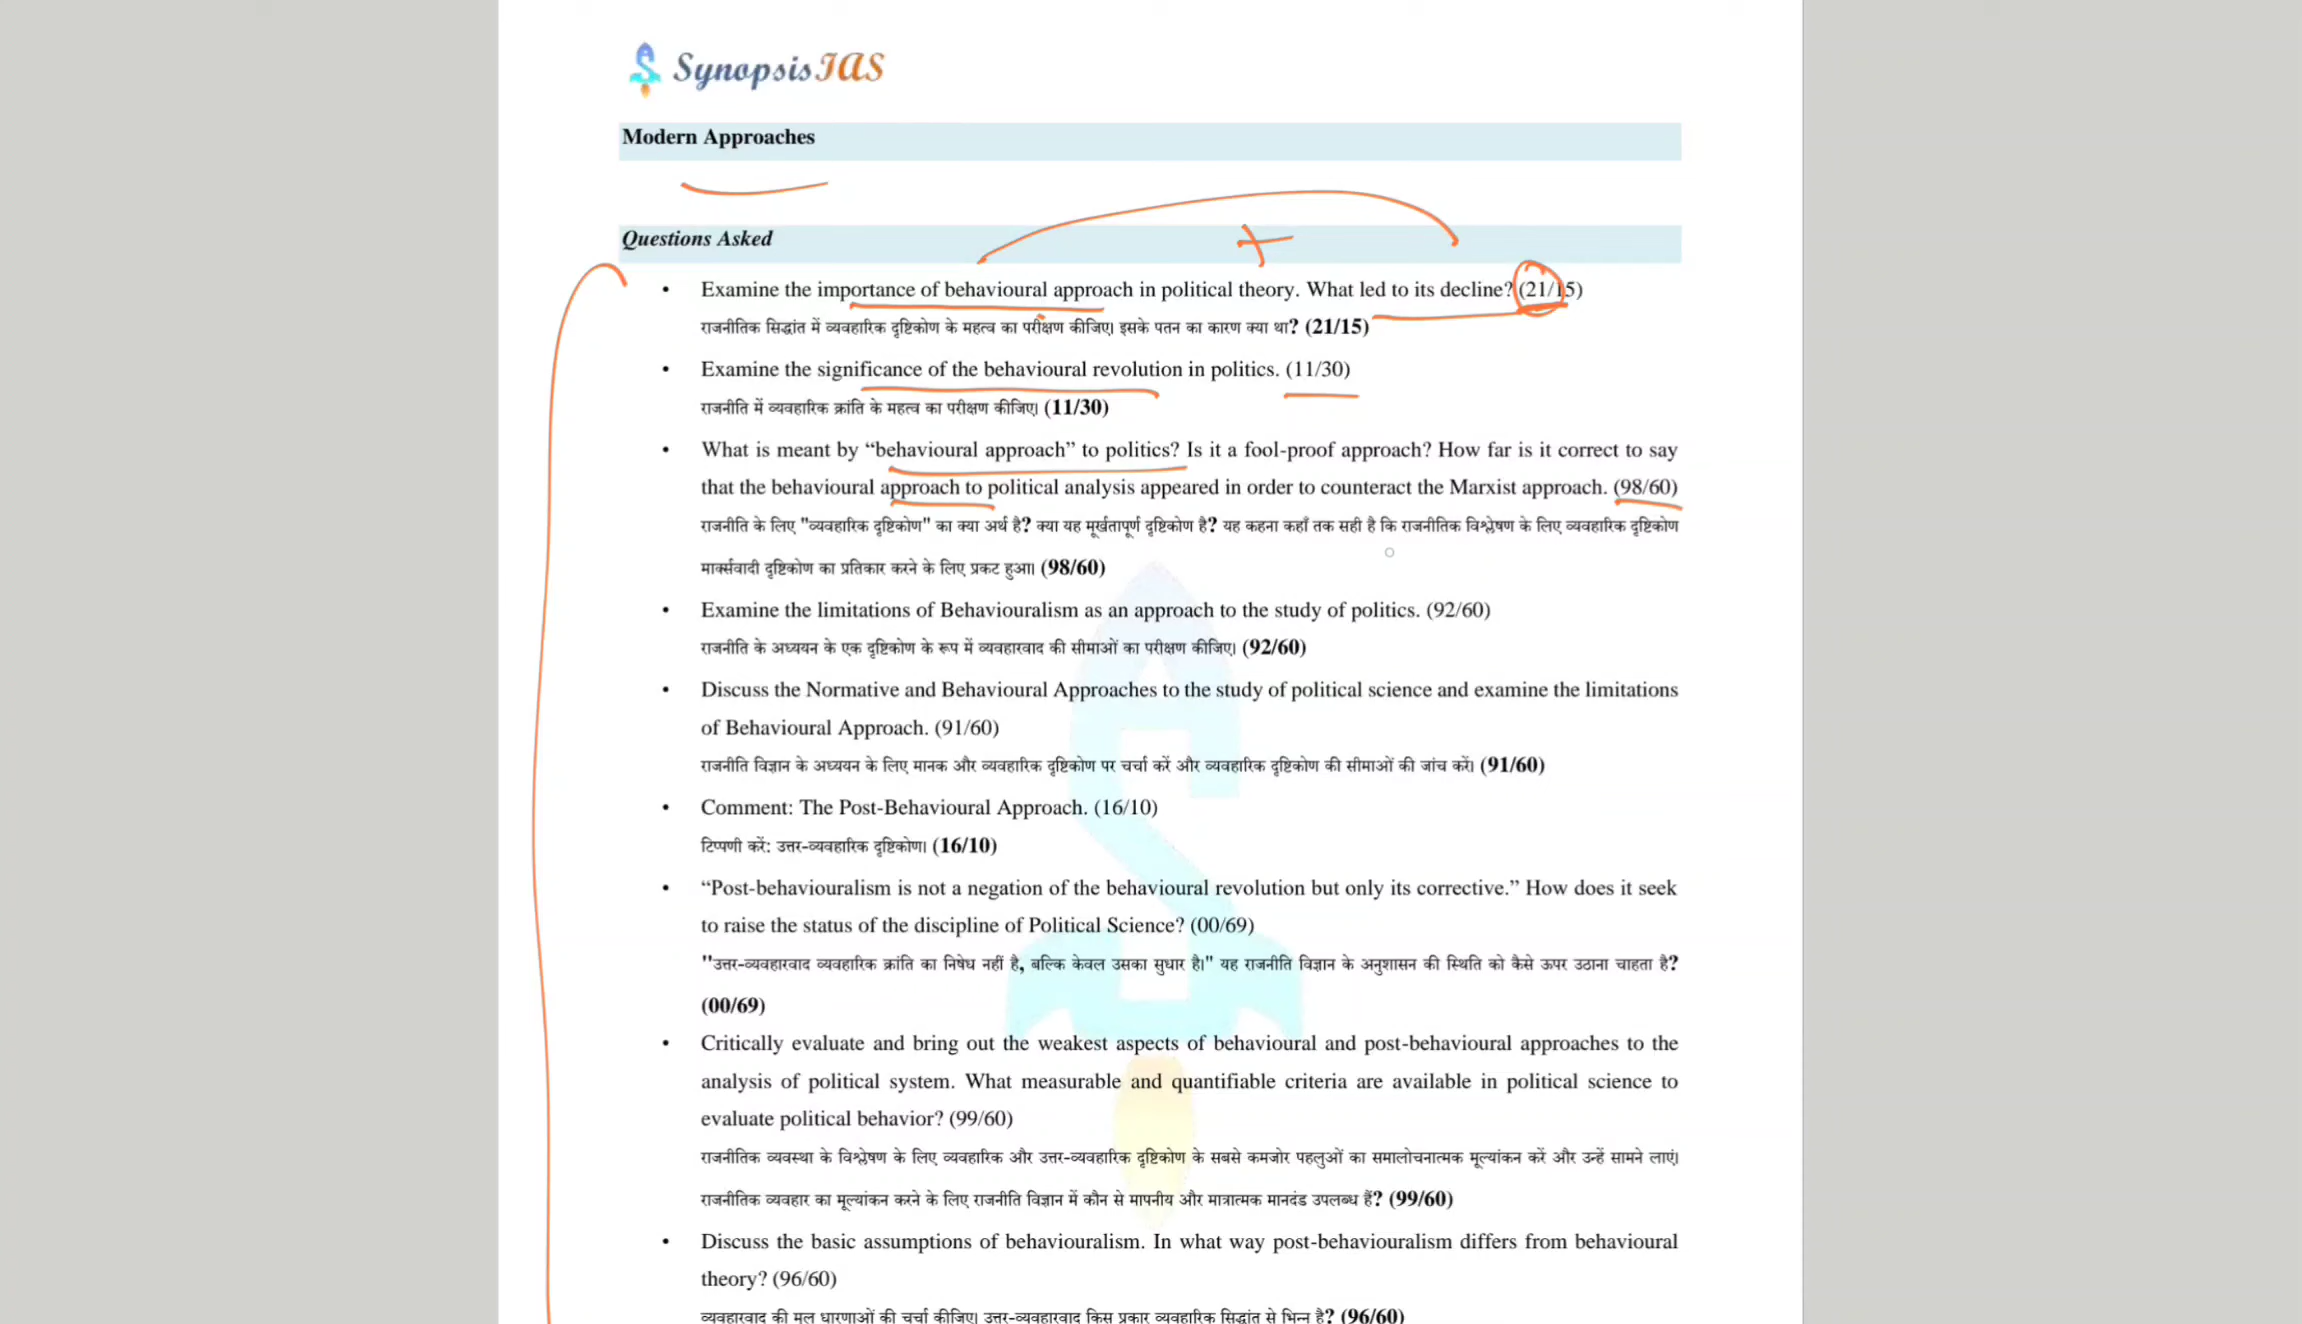 SynopsisIAS
Modern Approaches
Questions Asked
• Examine the importance of behavioural approach in political theory. What led to its decline? (21/15)
राजनीतिक सिद्धांत में व्यवहारिक दृष्टिकोण के महत्व का परीक्षण कीजिए। इसके पतन का कारण क्या था? (21/15)
• Examine the significance of the behavioural revolution in politics. (11/30)
राजनीति में व्यवहारिक क्रांति के महत्व का परीक्षण कीजिए। (11/30)
• What is meant by “behavioural approach” to politics? Is it a fool-proof approach? How far is it correct to say
that the behavioural approach to political analysis appeared in order to counteract the Marxist approach. (98/60)
राजनीति के लिए "व्यवहारिक दृष्टिकोण" का क्या अर्थ है? क्या यह मूर्खतापूर्ण दृष्टिकोण है? यह कहना कहाँ तक सही है कि राजनीतिक विश्लेषण के लिए व्यवहारिक दृष्टिकोण
मार्क्सवादी दृष्टिकोण का प्रतिकार करने के लिए प्रकट हुआ। (98/60)
• Examine the limitations of Behaviouralism as an approach to the study of politics. (92/60)
राजनीति के अध्ययन के एक दृष्टिकोण के रूप में व्यवहारवाद की सीमाओं का परीक्षण कीजिए। (92/60)
• Discuss the Normative and Behavioural Approaches to the study of political science and examine the limitations
of Behavioural Approach. (91/60)
राजनीति विज्ञान के अध्ययन के लिए मानक और व्यवहारिक दृष्टिकोण पर चर्चा करें और व्यवहारिक दृष्टिकोण की सीमाओं की जांच करें। (91/60)
• Comment: The Post-Behavioural Approach. (16/10)
टिप्पणी करें: उत्तर-व्यवहारिक दृष्टिकोण। (16/10)
• “Post-behaviouralism is not a negation of the behavioural revolution but only its corrective.” How does it seek
to raise the status of the discipline of Political Science? (00/69)
"उत्तर-व्यवहारवाद व्यवहारिक क्रांति का निषेध नहीं है, बल्कि केवल उसका सुधार है।" यह राजनीति विज्ञान के अनुशासन की स्थिति को कैसे ऊपर उठाना चाहता है?
(00/69)
• Critically evaluate and bring out the weakest aspects of behavioural and post-behavioural approaches to the
analysis of political system. What measurable and quantifiable criteria are available in political science to
evaluate political behavior? (99/60)
राजनीतिक व्यवस्था के विश्लेषण के लिए व्यवहारिक और उत्तर-व्यवहारिक दृष्टिकोण के सबसे कमजोर पहलुओं का समालोचनात्मक मूल्यांकन करें और उन्हें सामने लाएं।
राजनीतिक व्यवहार का मूल्यांकन करने के लिए राजनीति विज्ञान में कौन से मापनीय और मात्रात्मक मानदंड उपलब्ध हैं? (99/60)
• Discuss the basic assumptions of behaviouralism. In what way post-behaviouralism differs from behavioural
theory? (96/60)
व्यवहारवाद की मूल धारणाओं की चर्चा कीजिए। उत्तर-व्यवहारवाद किस प्रकार व्यवहारिक सिद्धांत से भिन्न है? (96/60)